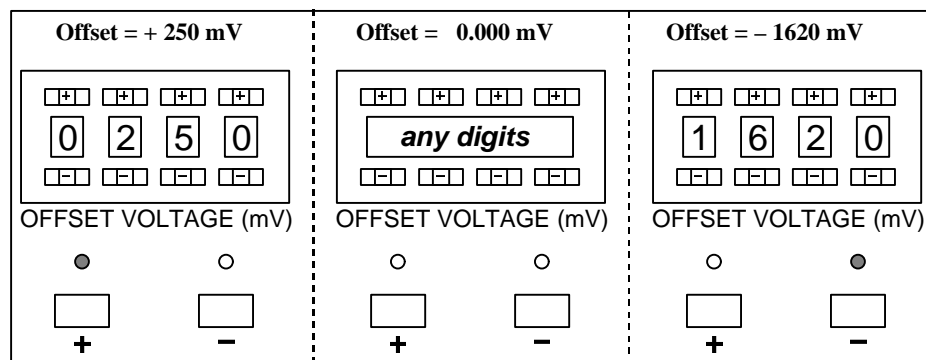 Offset = + 250 mV
+ + + +
0 2 5 0
- - - -
OFFSET VOLTAGE (mV)
+ −
Offset = 0.000 mV
+ + + +
any digits
- - - -
OFFSET VOLTAGE (mV)
+ −
Offset = – 1620 mV
+ + + +
1 6 2 0
- - - -
OFFSET VOLTAGE (mV)
+ −